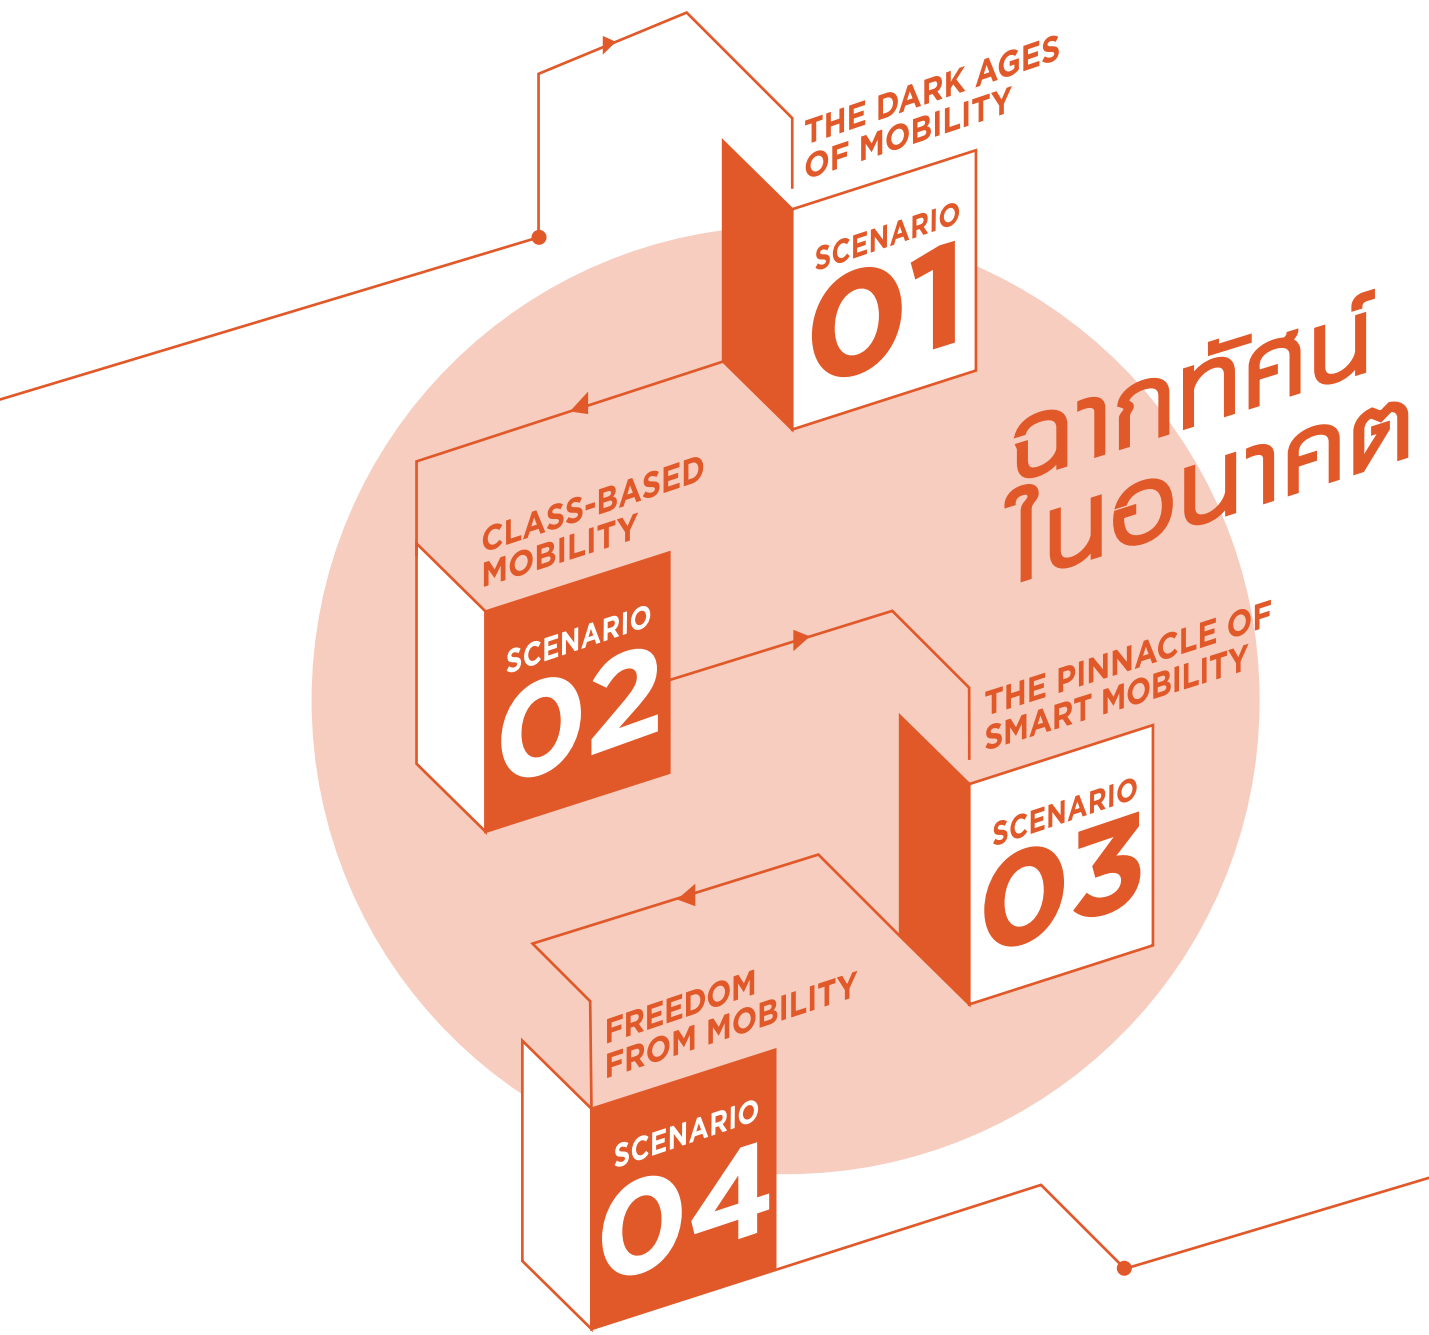 THE DARK AGES
OF MOBILITY
SCENARIO
01
ฉากทัศน์
ในอนาคต
CLASS-BASED
MOBILITY
SCENARIO
02
THE PINNACLE OF
SMART MOBILITY
SCENARIO
03
FREEDOM
FROM MOBILITY
SCENARIO
04